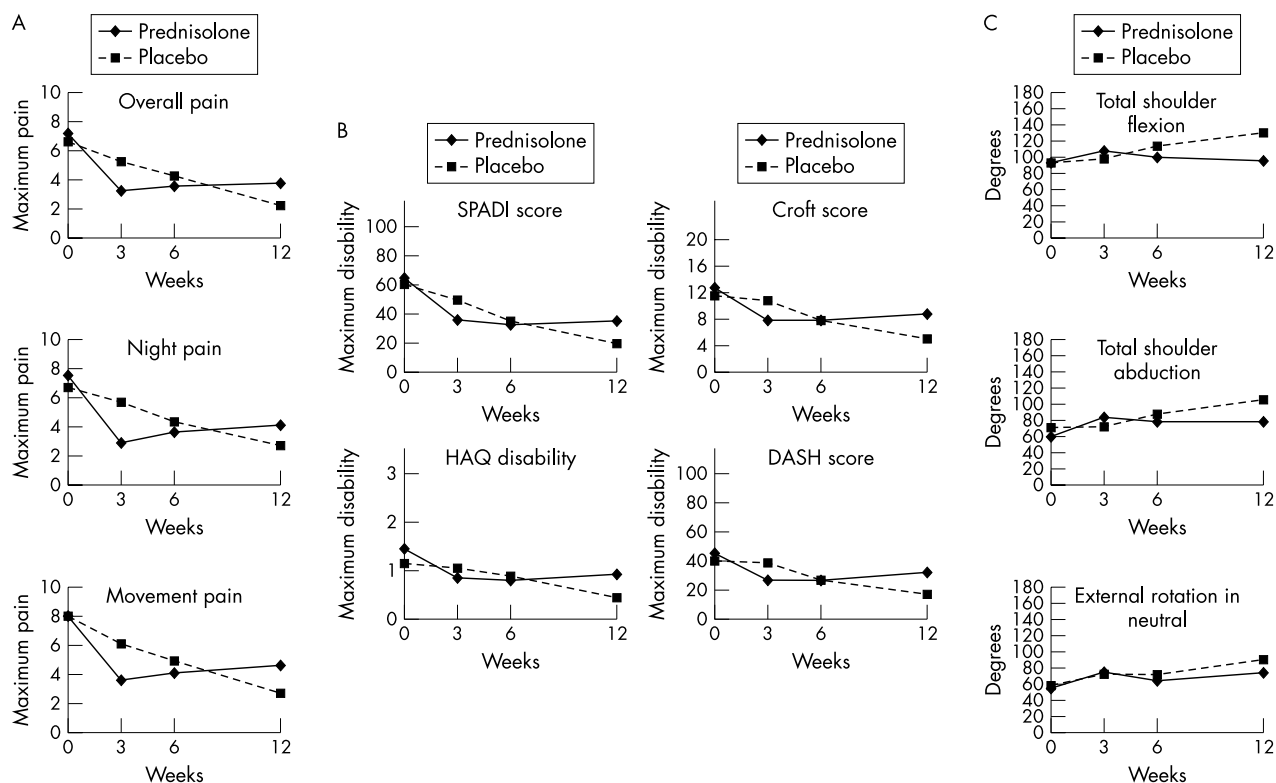 A
Prednisolone
Placebo
Overall pain
Maximum pain
10
8
6
4
2
0
0 3 6 12
Weeks
Night pain
Maximum pain
10
8
6
4
2
0
0 3 6 12
Weeks
Movement pain
Maximum pain
10
8
6
4
2
0
0 3 6 12
Weeks
B
Prednisolone
Placebo
SPADI score
Maximum disability
100
80
60
40
20
0
0 3 6 12
Weeks
HAQ disability
Maximum disability
3
2
1
0
0 3 6 12
Weeks
Prednisolone
Placebo
Croft score
Maximum disability
20
16
12
8
4
0
0 3 6 12
Weeks
DASH score
Maximum disability
100
80
60
40
20
0
0 3 6 12
Weeks
C
Prednisolone
Placebo
Total shoulder
flexion
Degrees
180
160
140
120
100
80
60
40
20
0
0 3 6 12
Weeks
Total shoulder
abduction
Degrees
180
160
140
120
100
80
60
40
20
0
0 3 6 12
Weeks
External rotation in
neutral
Degrees
180
160
140
120
100
80
60
40
20
0
0 3 6 12
Weeks